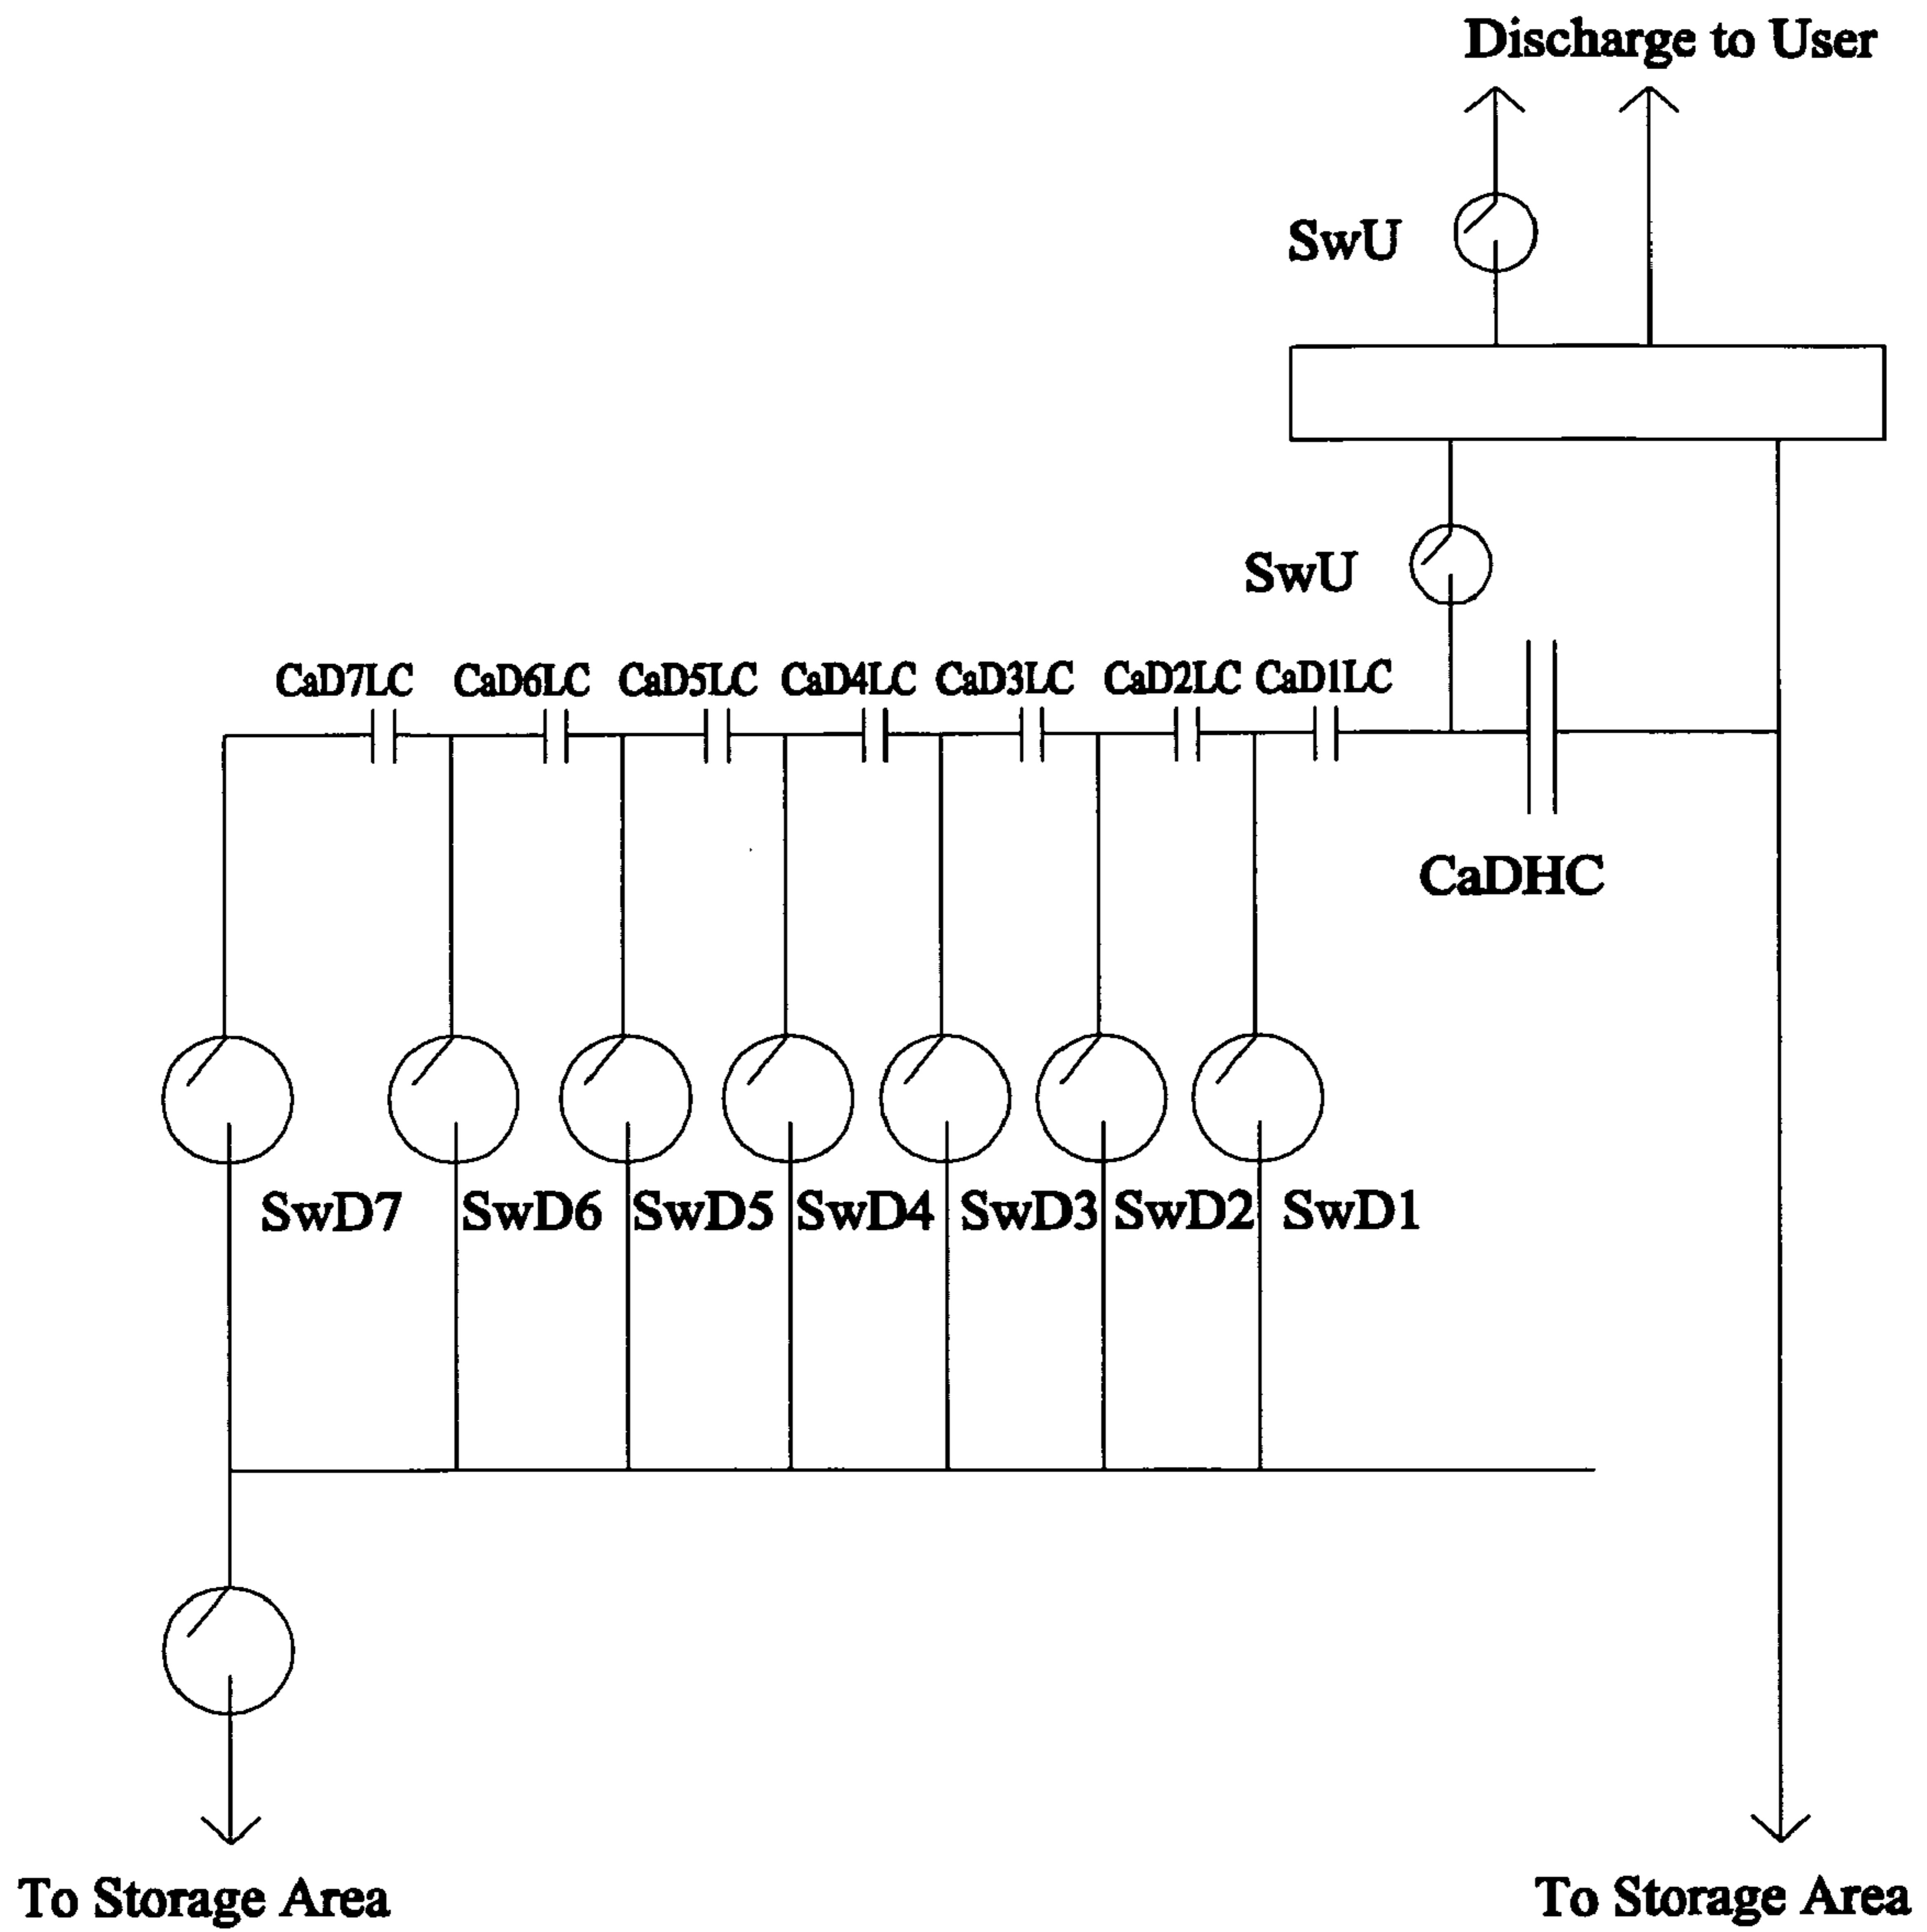 Discharge to User
SwU
SwU
CaD7LC CaD6LC CaD5LC CaD4LC CaD3LC CaD2LC CaD1LC
CaDHC
SwD7 SwD6 SwD5 SwD4 SwD3 SwD2 SwD1
To Storage Area To Storage Area